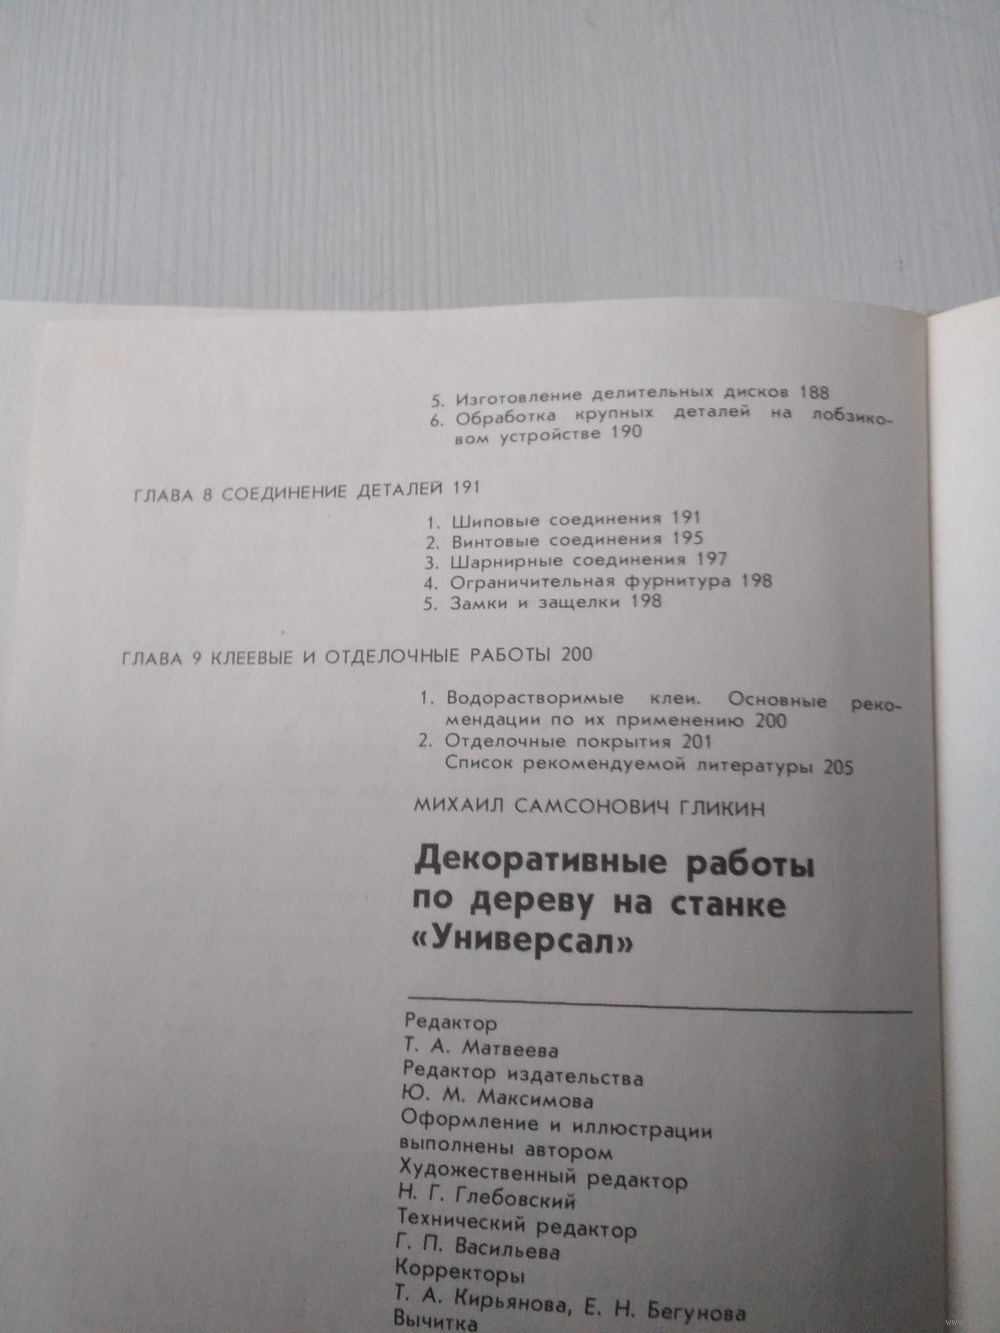 5. Изготовление делительных дисков 188
6. Обработка крупных деталей на лобзико-
вом устройстве 190
ГЛАВА 8 СОЕДИНЕНИЕ ДЕТАЛЕЙ 191
1. Шиповые соединения 191
2. Винтовые соединения 195
3. Шарнирные соединения 197
4. Ограничительная фурнитура 198
5. Замки и защелки 198
ГЛАВА 9 КЛЕЕВЫЕ И ОТДЕЛОЧНЫЕ РАБОТЫ 200
1. Водорастворимые клеи. Основные реко-
мендации по их применению 200
2. Отделочные покрытия 201
Список рекомендуемой литературы 205
МИХАИЛ САМСОНОВИЧ ГЛИКИН
Декоративные работы
по дереву на станке
«Универсал»
Редактор
Т. А. Матвеева
Редактор издательства
Ю. М. Максимова
Оформление и иллюстрации
выполнены автором
Художественный редактор
Н. Г. Глебовский
Технический редактор
Г. П. Васильева
Корректоры
Т. А. Кирьянова, Е. Н. Бегунова
Вычитка